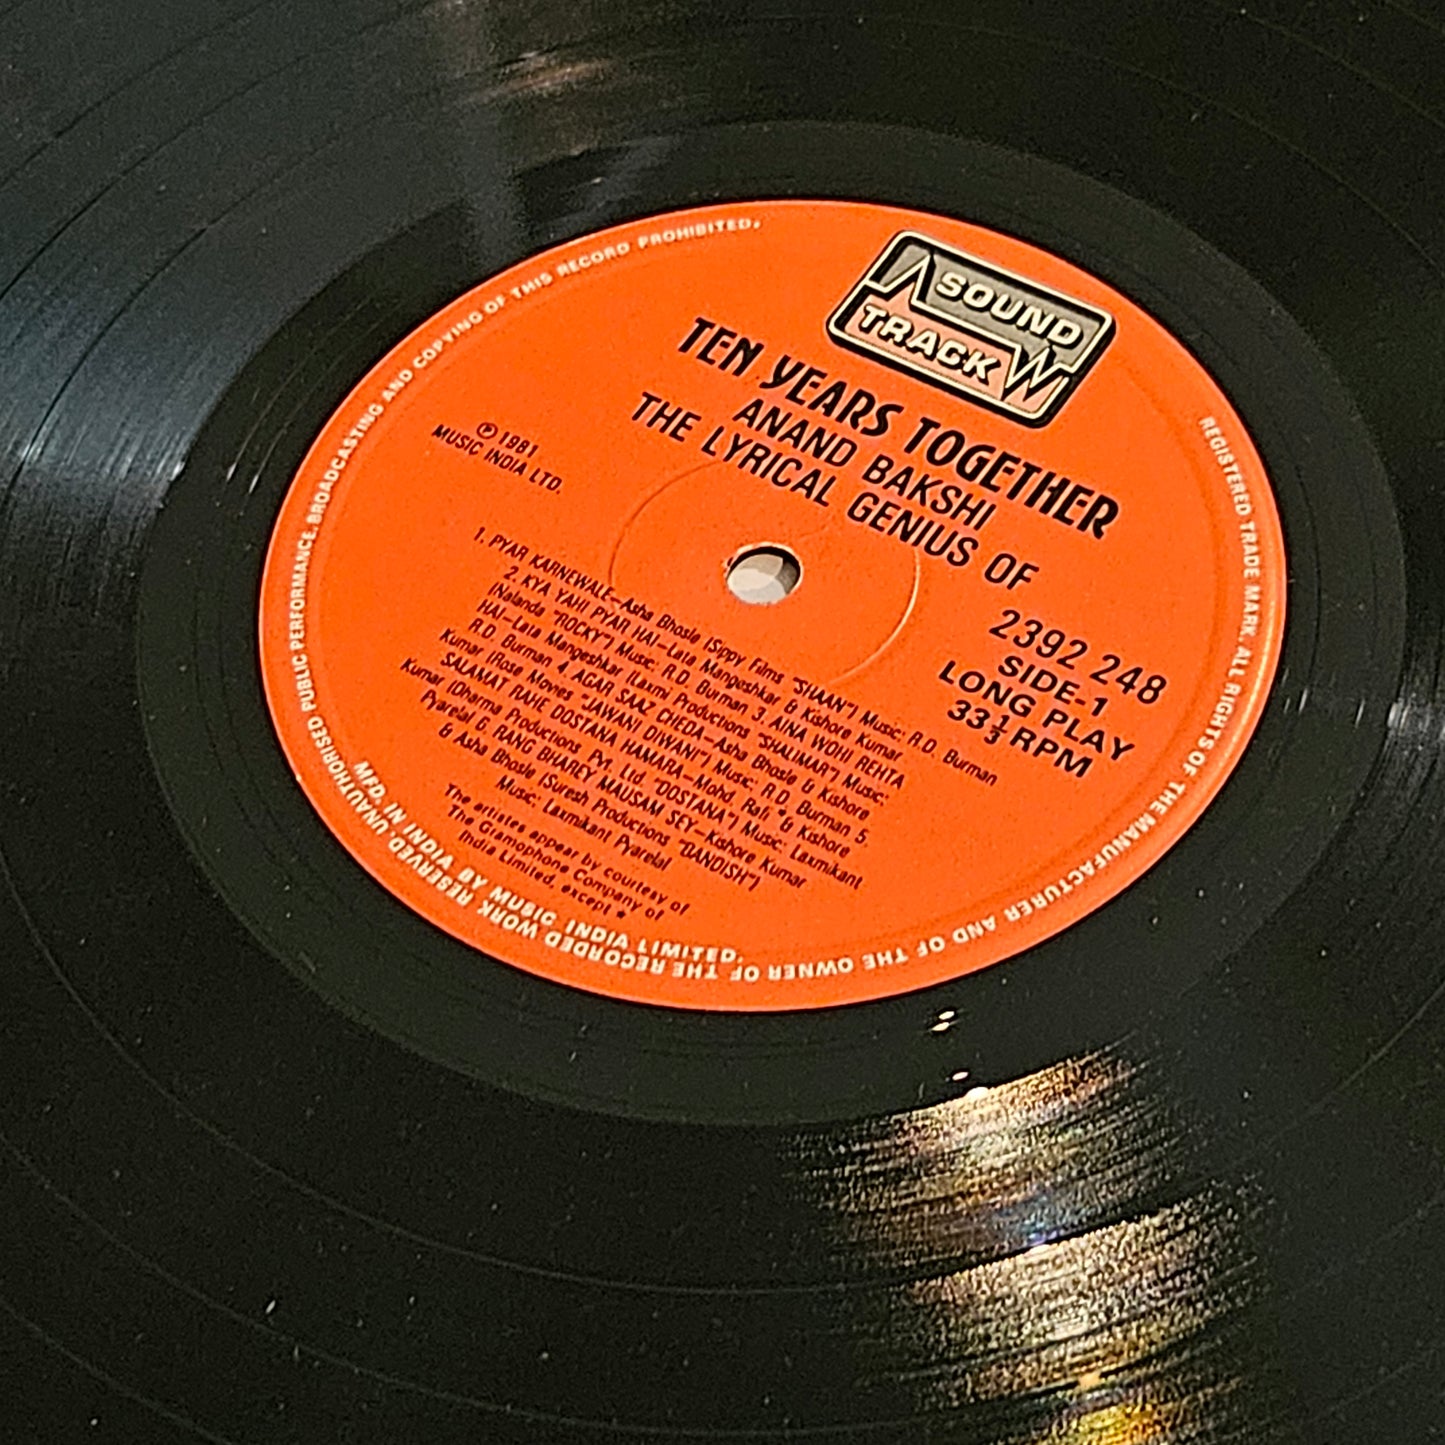 SOUND
TRACK
TEN YEARS TOGETHER
ANAND BAKSHI
THE LYRICAL GENIUS OF
℗ 1981
MUSIC INDIA LTD.
2392 248
SIDE-1
LONG PLAY
33 1/3 RPM
1. PYAR KARNEWALE—Asha Bhosle (Sippy Films "SHAAN") Music: R.D. Burman
2. KYA YAHI PYAR HAI—Lata Mangeshkar & Kishore Kumar
(Nalanda "ROCKY") Music: R.D. Burman 3. AINA WOHI REHTA
HAI—Lata Mangeshkar (Laxmi Productions "SHALIMAR") Music:
R.D. Burman 4. AGAR SAAZ CHEDA—Asha Bhosle & Kishore
Kumar (Rose Movies "JAWANI DIWANI") Music: R.D. Burman 5.
SALAMAT RAHE DOSTANA HAMARA—Mohd. Rafi * & Kishore
Kumar (Dharma Productions Pvt. Ltd. "DOSTANA") Music: Laxmikant
Pyarelal 6. RANG BHAREY MAUSAM SEY—Kishore Kumar
& Asha Bhosle (Suresh Productions "BANDISH")
Music: Laxmikant Pyarelal
The artistes appear by courtesy of
The Gramophone Company of
India Limited, except *
MFD. IN INDIA BY MUSIC INDIA LIMITED.
REGISTERED TRADE MARK. ALL RIGHTS OF THE MANUFACTURER AND OF THE OWNER OF THE RECORDED WORK RESERVED. UNAUTHORISED PUBLIC PERFORMANCE, BROADCASTING AND COPYING OF THIS RECORD PROHIBITED.